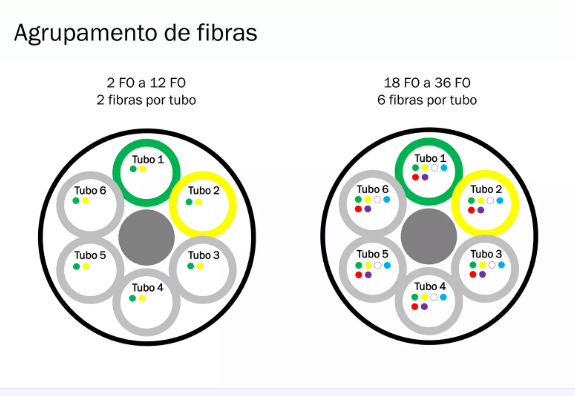 Agrupamento de fibras
2 FO a 12 FO
2 fibras por tubo
Tubo 1
Tubo 2
Tubo 3
Tubo 4
Tubo 5
Tubo 6
18 FO a 36 FO
6 fibras por tubo
Tubo 1
Tubo 2
Tubo 3
Tubo 4
Tubo 5
Tubo 6